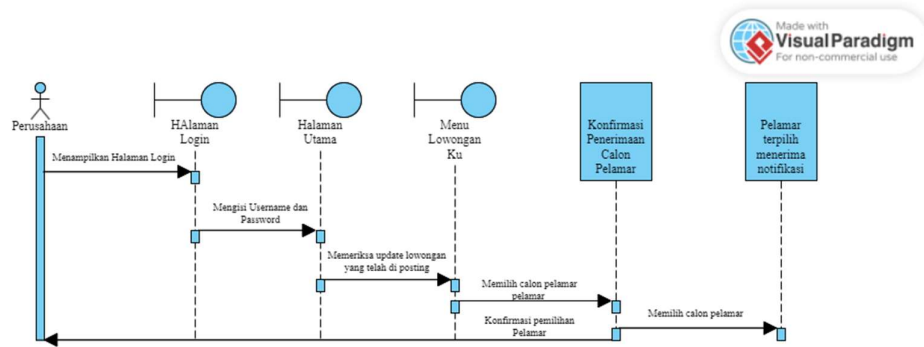 Made with
Visual Paradigm
For non-commercial use
Perusahaan
HAlaman
Login
Halaman
Utama
Menu
Lowongan
Ku
Konfirmasi
Penerimaan
Calon
Pelamar
Pelamar
terpilih
menerima
notifikasi
Menampilkan Halaman Login
Mengisi Username dan
Password
Memeriksa update lowongan
yang telah di posting
Memilih calon pelamar
pelamar
Memilih calon pelamar
Konfirmasi pemilihan
Pelamar